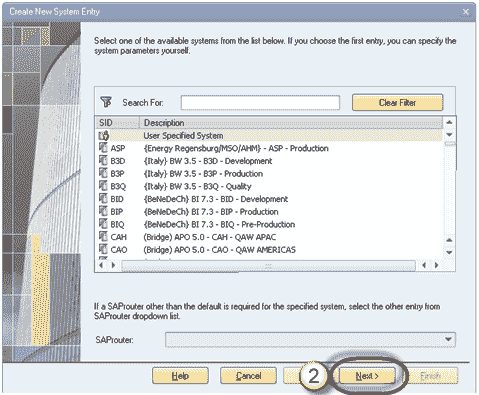 Create New System Entry
Select one of the available systems from the list below. If you choose the first entry, you can specify the
system parameters yourself.
Search For: Clear Filter
SID Description
User Specified System
ASP {Energy Regensburg/MSO/AHM} - ASP - Production
B3D {Italy} BW 3.5 - B3D - Development
B3P {Italy} BW 3.5 - B3P - Production
B3Q {Italy} BW 3.5 - B3Q - Quality
BID {BeNeDeCh} BI 7.3 - BID - Development
BIP {BeNeDeCh} BI 7.3 - BIP - Production
BIQ {BeNeDeCh} BI 7.3 - BIQ - Pre-Production
CAH (Bridge) APO 5.0 - CAH - QAW APAC
CAO (Bridge) APO 5.0 - CAO - QAW AMERICAS
If a SAProuter other than the default is required for the specified system, select the other entry from
SAProuter dropdown list.
SAProuter:
Help Cancel 2 Next > Finish